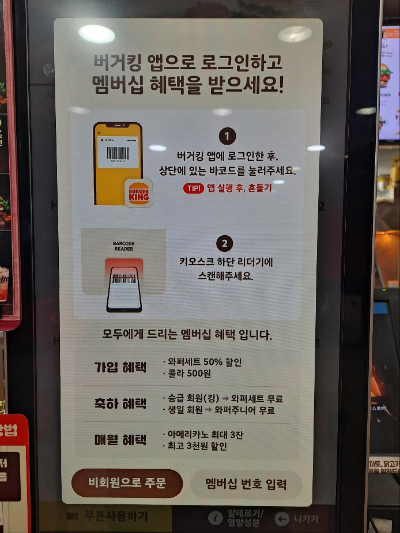 버거킹 앱으로 로그인하고
멤버십 혜택을 받으세요!
1
버거킹 앱에 로그인한 후,
상단에 있는 바코드를 눌러주세요.
TIP! 앱 실행 후, 흔들기
BURGER
KING
2
BARCODE
READER
키오스크 하단 리더기에
스캔해주세요.
모두에게 드리는 멤버십 혜택 입니다.
가입 혜택
· 와퍼세트 50% 할인
· 콜라 500원
축하 혜택
· 승급 회원(킹) ⇒ 와퍼세트 무료
· 생일 회원 ⇒ 와퍼주니어 무료
매월 혜택
· 아메리카노 최대 3잔
· 최고 3천원 할인
비회원으로 주문
멤버십 번호 입력
쿠폰사용하기
알레르기/
영양성분
나가기